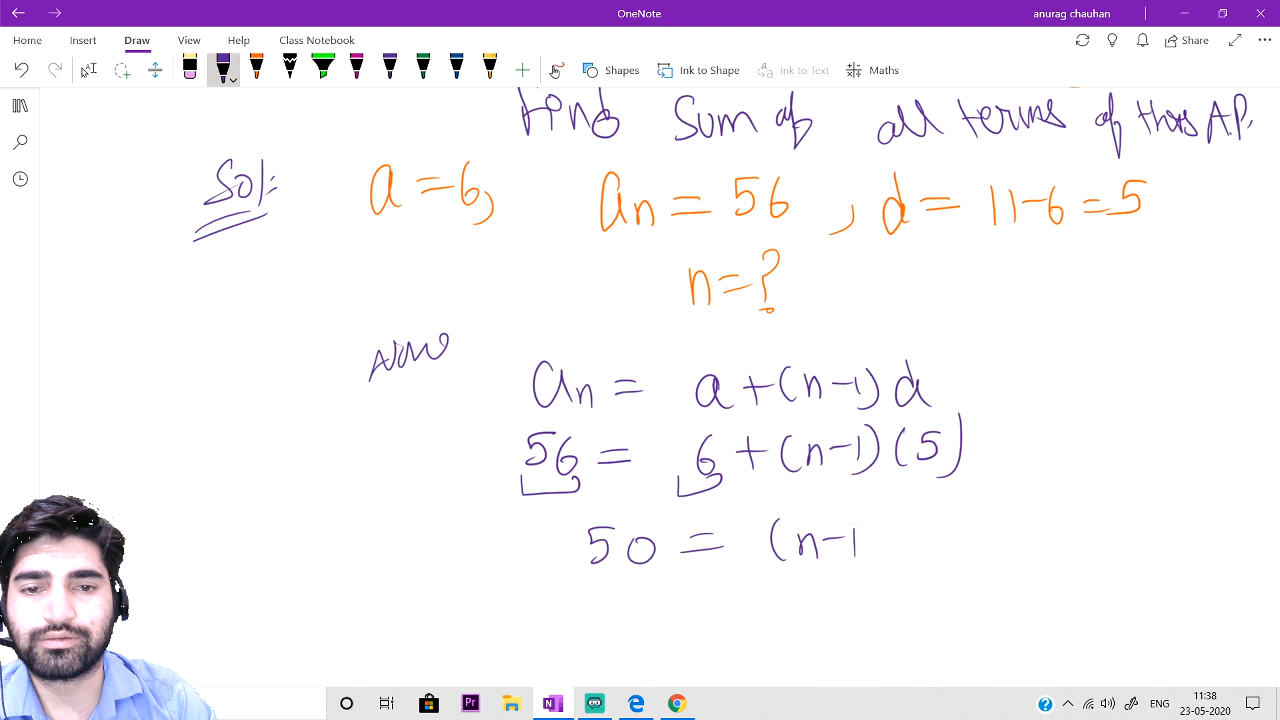 OneNote
anurag chauhan
Home Insert Draw View Help Class Notebook
Share
Shapes Ink to Shape Ink to Text Maths
Find Sum of all terms of this A.P.
Sol:
a = 6, an = 56, d = 11-6 = 5
n = ?
Now
an = a + (n-1) d
56 = 6 + (n-1) (5)
50 = (n-1
Pr
N
ENG
11:38
23-05-2020